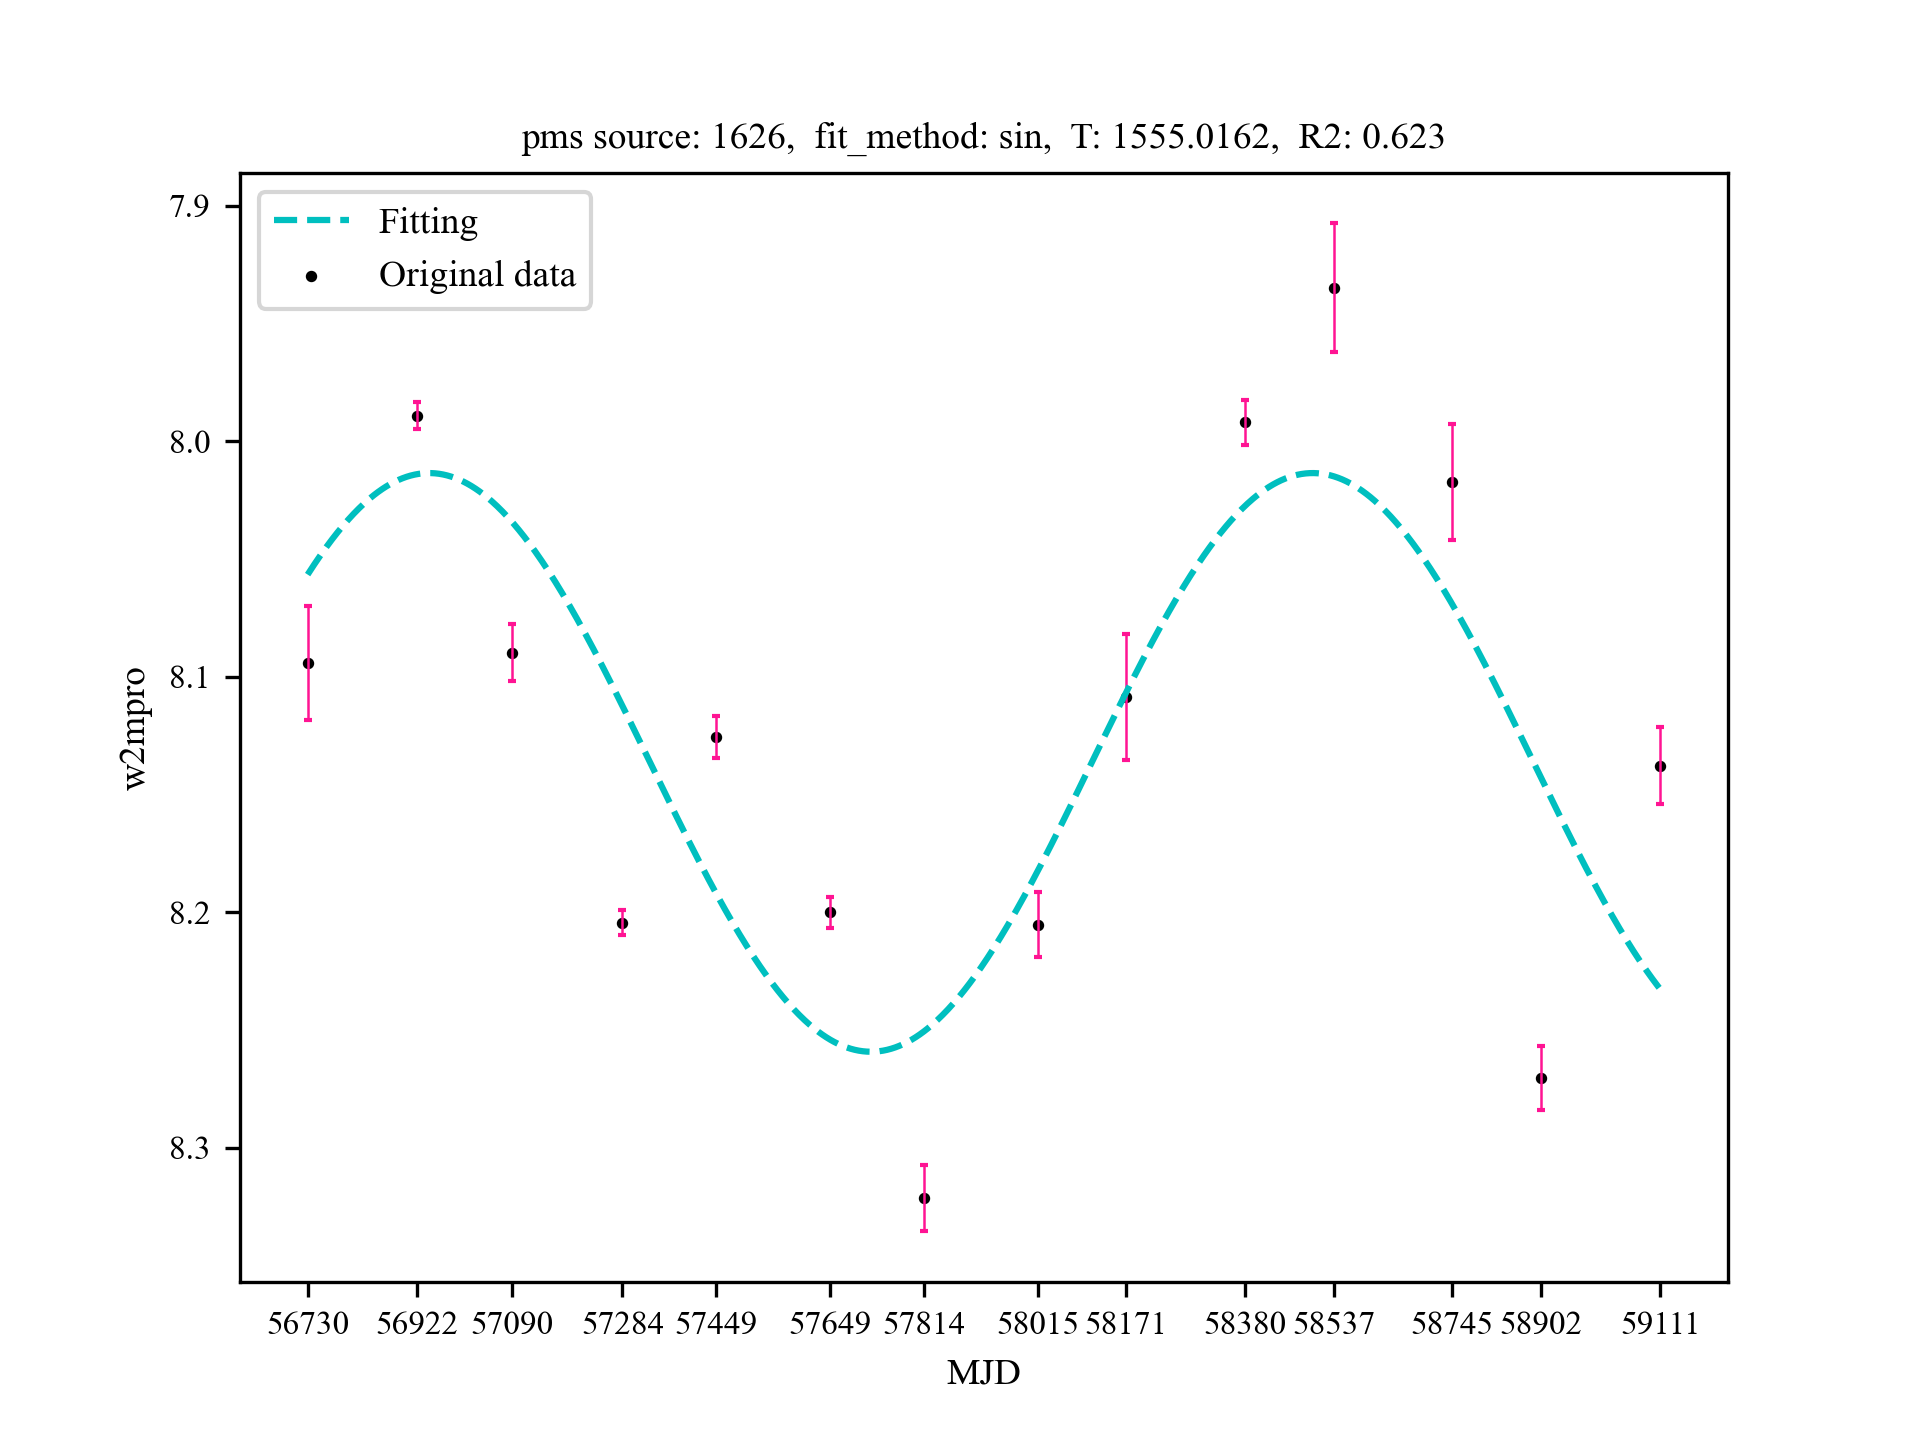 pms source: 1626,  fit_method: sin,  T: 1555.0162,  R2: 0.623
Fitting
Original data
7.9
8.0
8.1
8.2
8.3
w2mpro
56730 56922 57090 57284 57449 57649 57814 58015 58171 58380 58537 58745 58902 59111
MJD